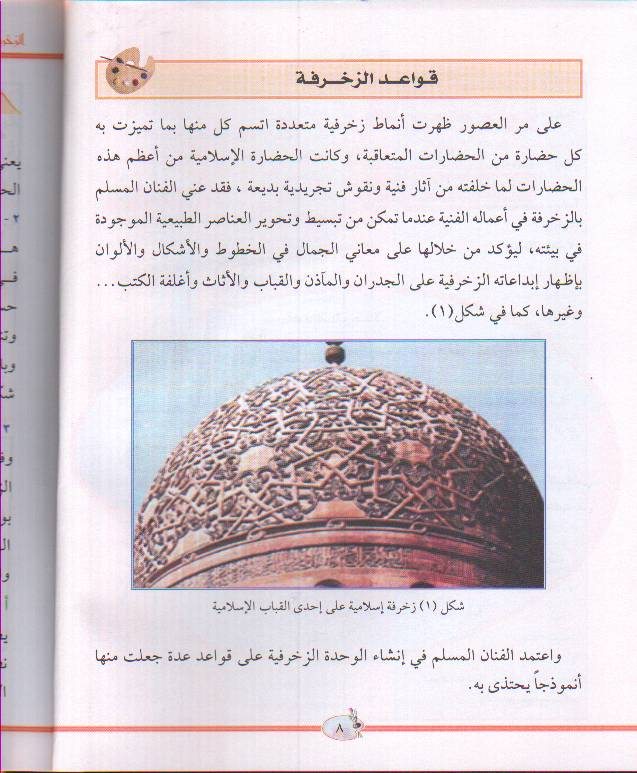 قواعد الزخرفة
على مر العصور ظهرت أنماط زخرفية متعددة اتسم كل منها بما تميزت به
كل حضارة من الحضارات المتعاقبة، وكانت الحضارة الإسلامية من أعظم هذه
الحضارات لما خلفته من آثار فنية ونقوش تجريدية بديعة ، فقد عني الفنان المسلم
بالزخرفة في أعماله الفنية عندما تمكن من تبسيط وتحوير العناصر الطبيعية الموجودة
في بيئته، ليؤكد من خلالها على معاني الجمال في الخطوط والأشكال والألوان
بإظهار إبداعاته الزخرفية على الجدران والمآذن والقباب والأثاث وأغلفة الكتب...
وغيرها، كما في شكل(١).
شكل (١) زخرفة إسلامية على إحدى القباب الإسلامية
واعتمد الفنان المسلم في إنشاء الوحدة الزخرفية على قواعد عدة جعلت منها
أنموذجاً يحتذى به.
٨